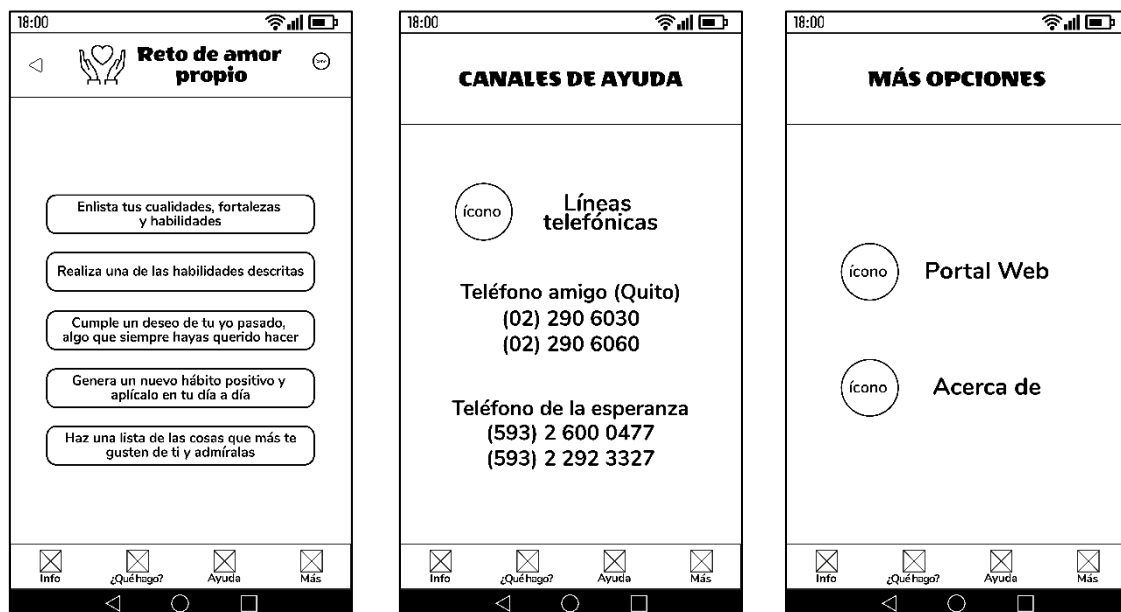 18:00
Reto de amor
propio
Enlista tus cualidades, fortalezas
y habilidades
Realiza una de las habilidades descritas
Cumple un deseo de tu yo pasado,
algo que siempre hayas querido hacer
Genera un nuevo hábito positivo y
aplícalo en tu día a día
Haz una lista de las cosas que más te
gusten de ti y admíralas
Info
¿Qué hago?
Ayuda
Más
18:00
CANALES DE AYUDA
ícono
Líneas
telefónicas
Teléfono amigo (Quito)
(02) 290 6030
(02) 290 6060
Teléfono de la esperanza
(593) 2 600 0477
(593) 2 292 3327
Info
¿Qué hago?
Ayuda
Más
18:00
MÁS OPCIONES
ícono
Portal Web
ícono
Acerca de
Info
¿Qué hago?
Ayuda
Más